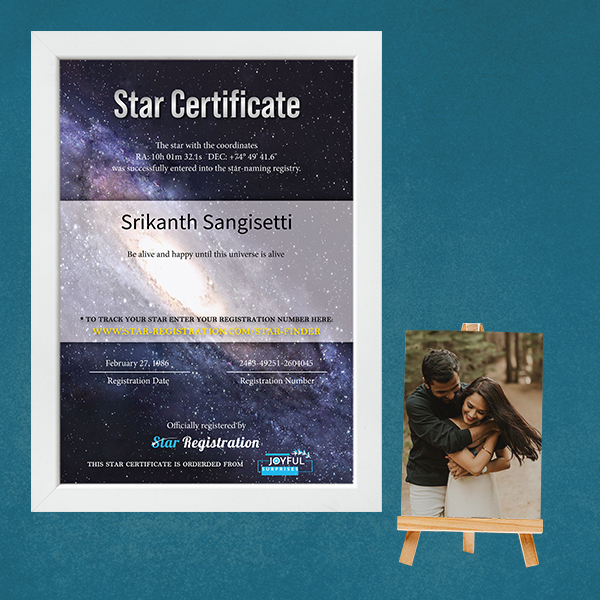 Star Certificate
The star with the coordinates
RA: 10h 01m 32.1s DEC: +74° 49' 41.6"
was successfully entered into the star-naming registry.
Srikanth Sangisetti
Be alive and happy until this universe is alive
* TO TRACK YOUR STAR ENTER YOUR REGISTRATION NUMBER HERE:
WWW.STAR-REGISTRATION.COM/STAR-FINDER
February 27, 1986 2433-49251-2604045
Registration Date Registration Number
Officially registered by
Star Registration
THIS STAR CERTIFICATE IS ORDERDED FROM JOYFUL
SURPRISES